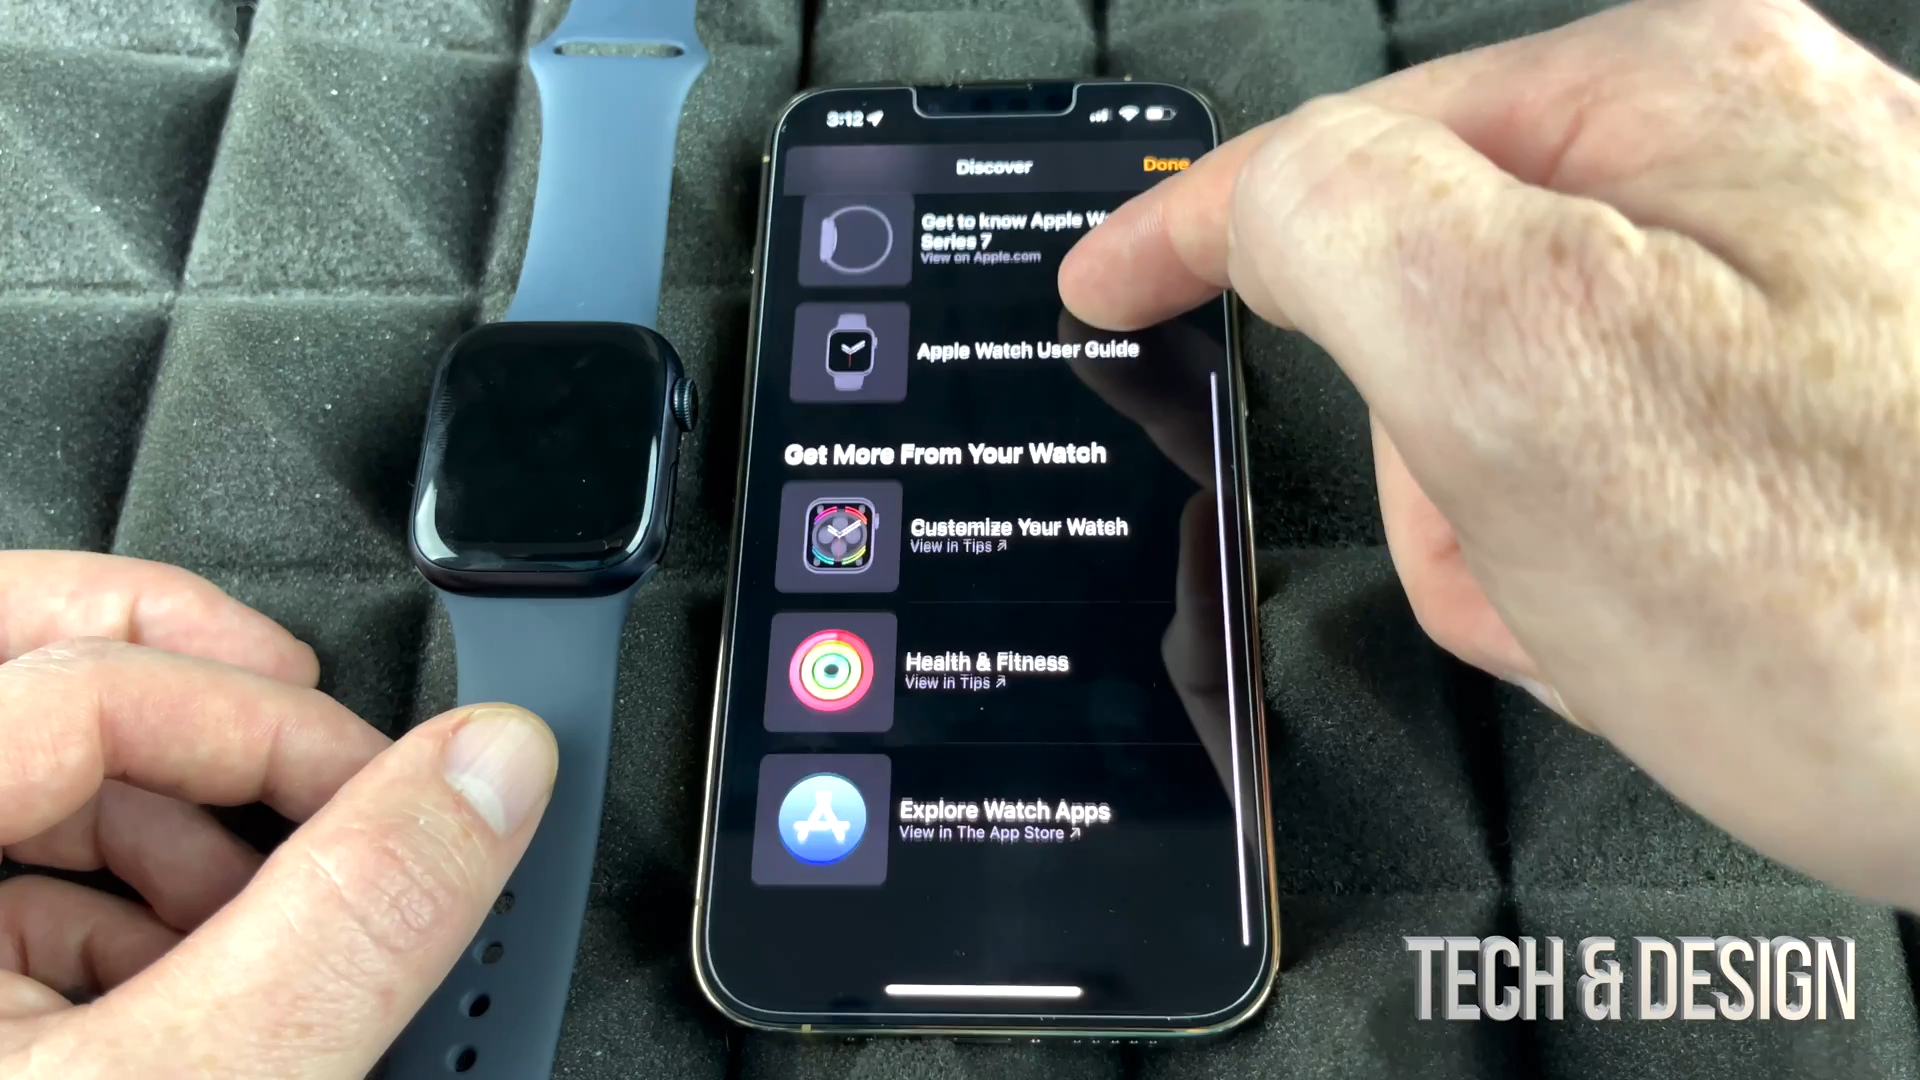 3:12
Discover
Done
Get to know Apple W
Series 7
View on Apple.com
Apple Watch User Guide
Get More From Your Watch
Customize Your Watch
View in Tips ↗
Health & Fitness
View in Tips ↗
Explore Watch Apps
View in The App Store ↗
TECH & DESIGN